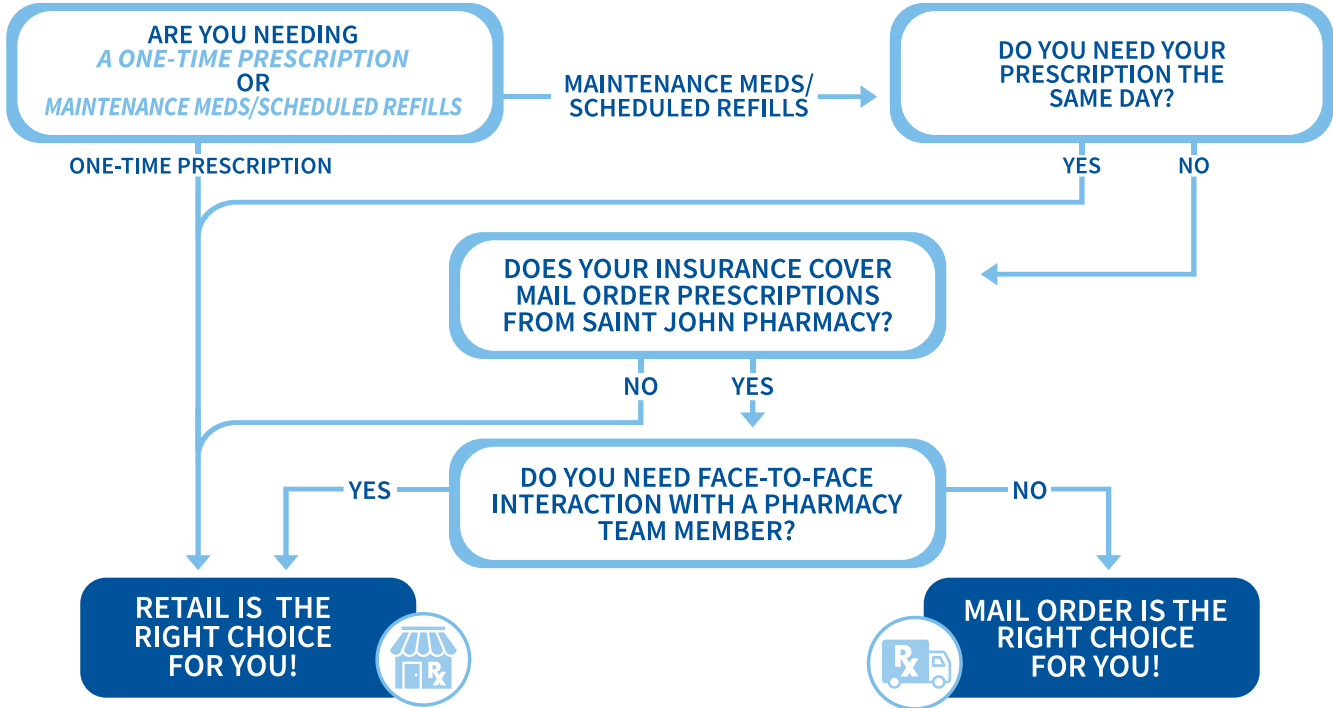 ARE YOU NEEDING
A ONE-TIME PRESCRIPTION
OR
MAINTENANCE MEDS/SCHEDULED REFILLS
MAINTENANCE MEDS/
SCHEDULED REFILLS
DO YOU NEED YOUR
PRESCRIPTION THE
SAME DAY?
ONE-TIME PRESCRIPTION
YES
NO
DOES YOUR INSURANCE COVER
MAIL ORDER PRESCRIPTIONS
FROM SAINT JOHN PHARMACY?
NO
YES
DO YOU NEED FACE-TO-FACE
INTERACTION WITH A PHARMACY
TEAM MEMBER?
YES
NO
RETAIL IS THE
RIGHT CHOICE
FOR YOU!
Rx
MAIL ORDER IS THE
RIGHT CHOICE
FOR YOU!
Rx